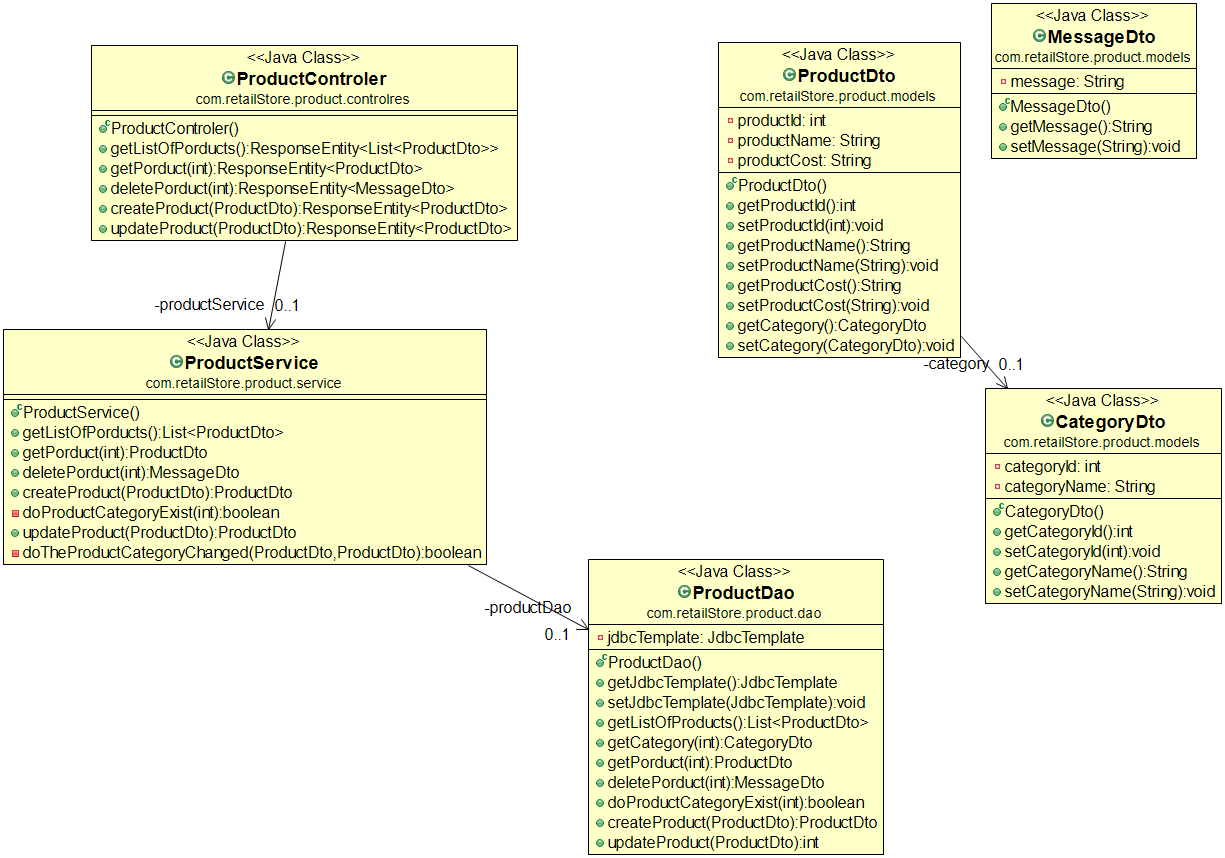 <<Java Class>>
ProductControler
com.retailStore.product.controlres
ProductControler()
getListOfPorducts():ResponseEntity<List<ProductDto>>
getPorduct(int):ResponseEntity<ProductDto>
deletePorduct(int):ResponseEntity<MessageDto>
createProduct(ProductDto):ResponseEntity<ProductDto>
updateProduct(ProductDto):ResponseEntity<ProductDto>
-productService 0..1
<<Java Class>>
ProductService
com.retailStore.product.service
ProductService()
getListOfPorducts():List<ProductDto>
getPorduct(int):ProductDto
deletePorduct(int):MessageDto
createProduct(ProductDto):ProductDto
doProductCategoryExist(int):boolean
updateProduct(ProductDto):ProductDto
doTheProductCategoryChanged(ProductDto,ProductDto):boolean
-productDao
0..1
<<Java Class>>
ProductDao
com.retailStore.product.dao
jdbcTemplate: JdbcTemplate
ProductDao()
getJdbcTemplate():JdbcTemplate
setJdbcTemplate(JdbcTemplate):void
getListOfProducts():List<ProductDto>
getCategory(int):CategoryDto
getPorduct(int):ProductDto
deletePorduct(int):MessageDto
doProductCategoryExist(int):boolean
createProduct(ProductDto):ProductDto
updateProduct(ProductDto):int
<<Java Class>>
ProductDto
com.retailStore.product.models
productId: int
productName: String
productCost: String
ProductDto()
getProductId():int
setProductId(int):void
getProductName():String
setProductName(String):void
getProductCost():String
setProductCost(String):void
getCategory():CategoryDto
setCategory(CategoryDto):void
-category 0..1
<<Java Class>>
CategoryDto
com.retailStore.product.models
categoryId: int
categoryName: String
CategoryDto()
getCategoryId():int
setCategoryId(int):void
getCategoryName():String
setCategoryName(String):void
<<Java Class>>
MessageDto
com.retailStore.product.models
message: String
MessageDto()
getMessage():String
setMessage(String):void